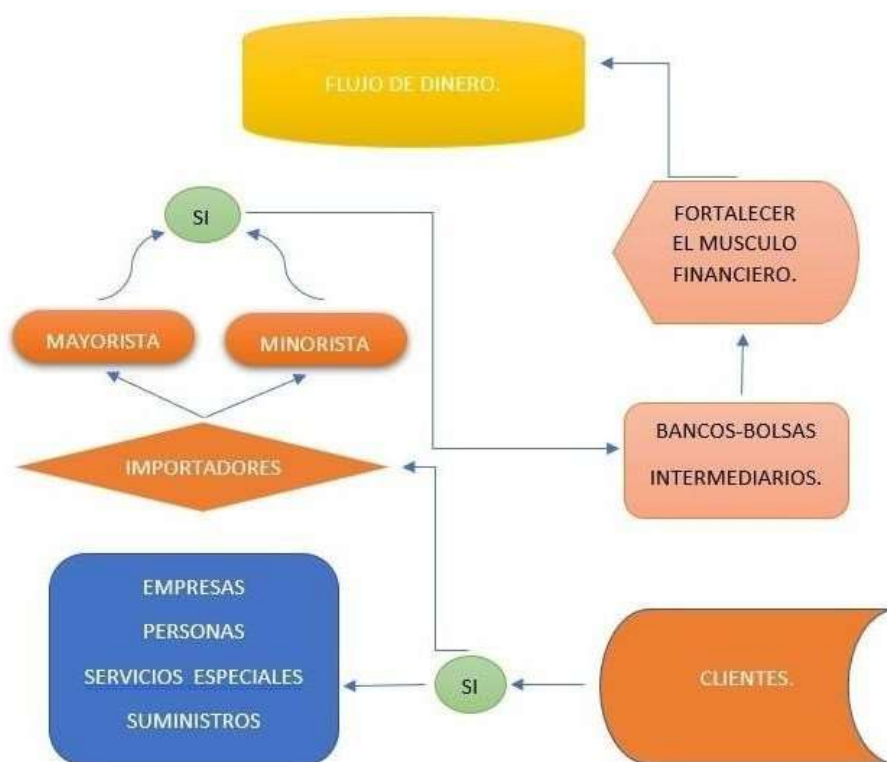 FLUJO DE DINERO.
SI
FORTALECER
EL MUSCULO
FINANCIERO.
MAYORISTA
MINORISTA
BANCOS-BOLSAS
INTERMEDIARIOS.
IMPORTADORES
EMPRESAS
PERSONAS
SERVICIOS ESPECIALES
SUMINISTROS
SI
CLIENTES.